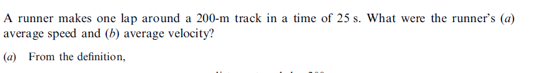 A runner makes one lap around a 200-m track in a time of 25 s. What were the runner's (a)
average speed and (b) average velocity?
(a) From the definition,